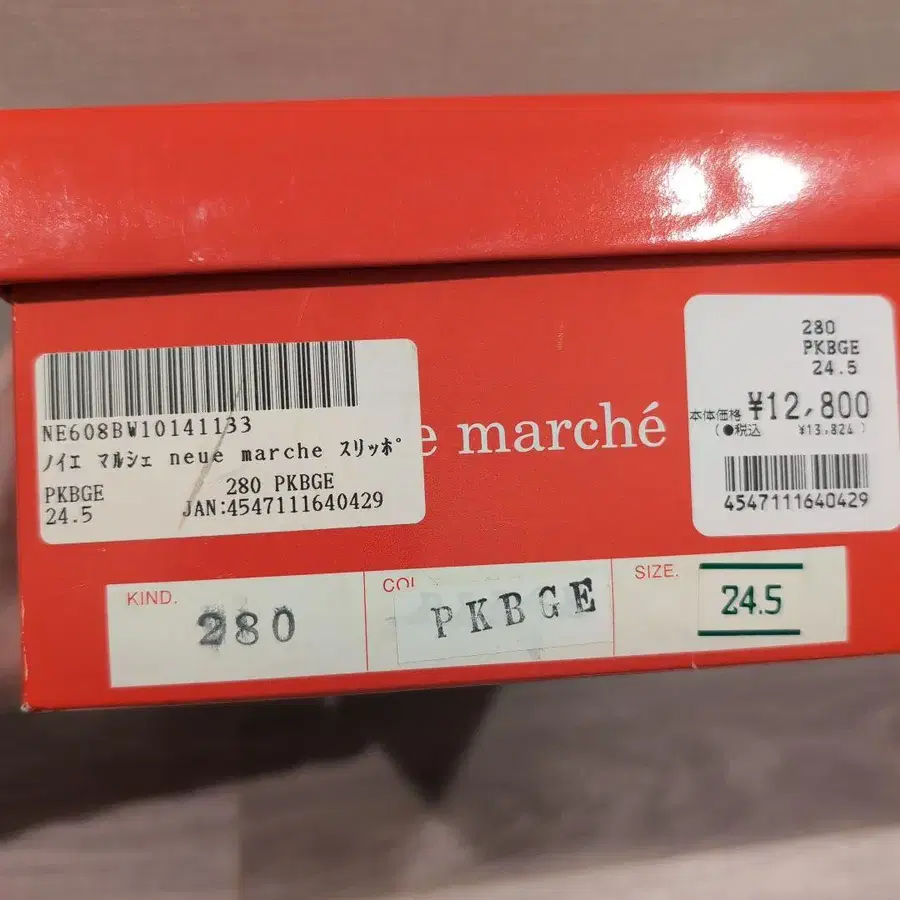 NE608BW10141133
ノイエ マルシェ neue marche スリッポ
PKBGE
280 PKBGE
24.5
JAN:4547111640429
e marché
280
PKBGE
24.5
本体価格 ¥12,800
(●税込 ¥13,824)
4547111640429
KIND.
280
COL
PKBGE
SIZE.
24.5